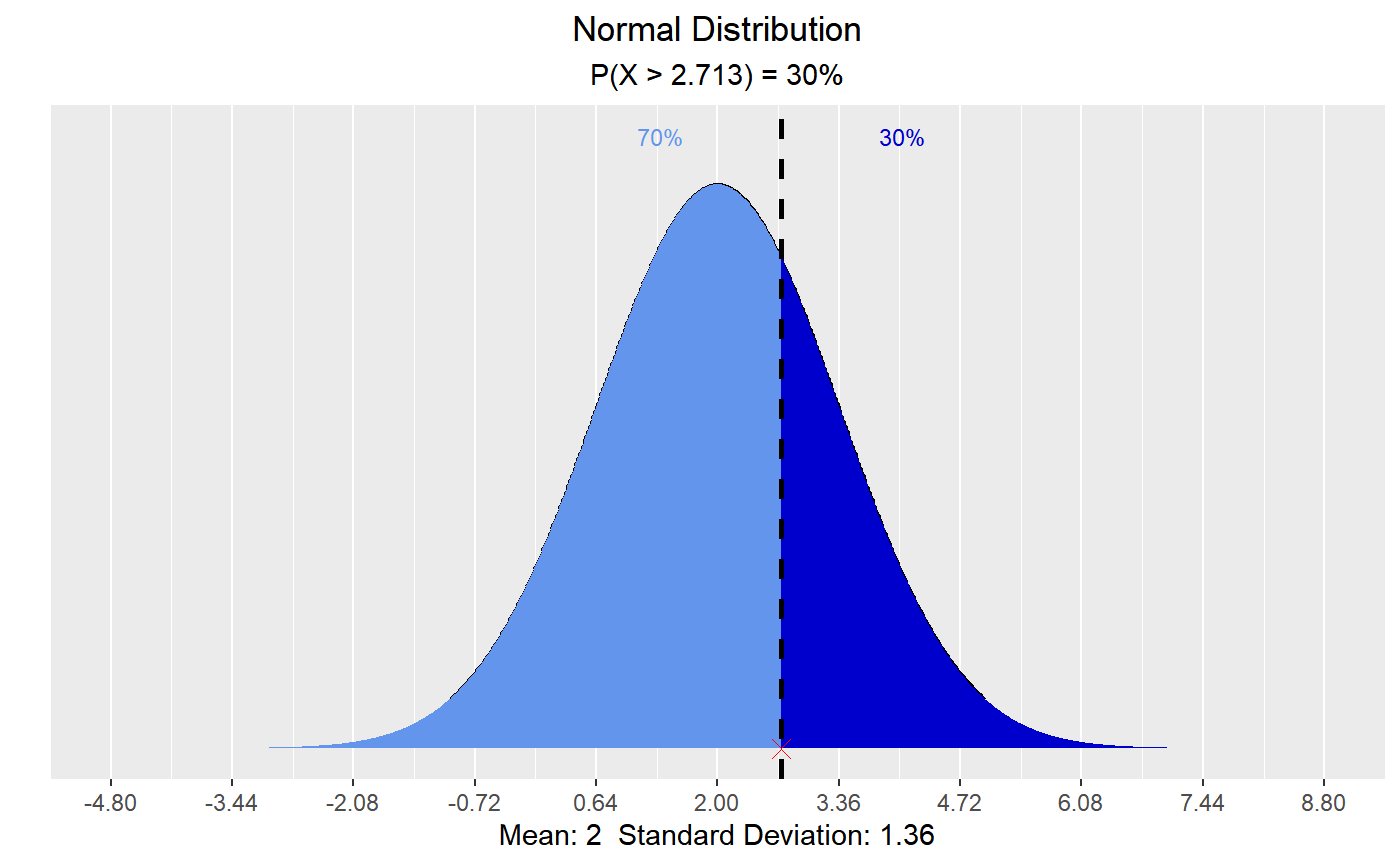 Normal Distribution
P(X > 2.713) = 30%
70% 30%
-4.80 -3.44 -2.08 -0.72 0.64 2.00 3.36 4.72 6.08 7.44 8.80
Mean: 2  Standard Deviation: 1.36